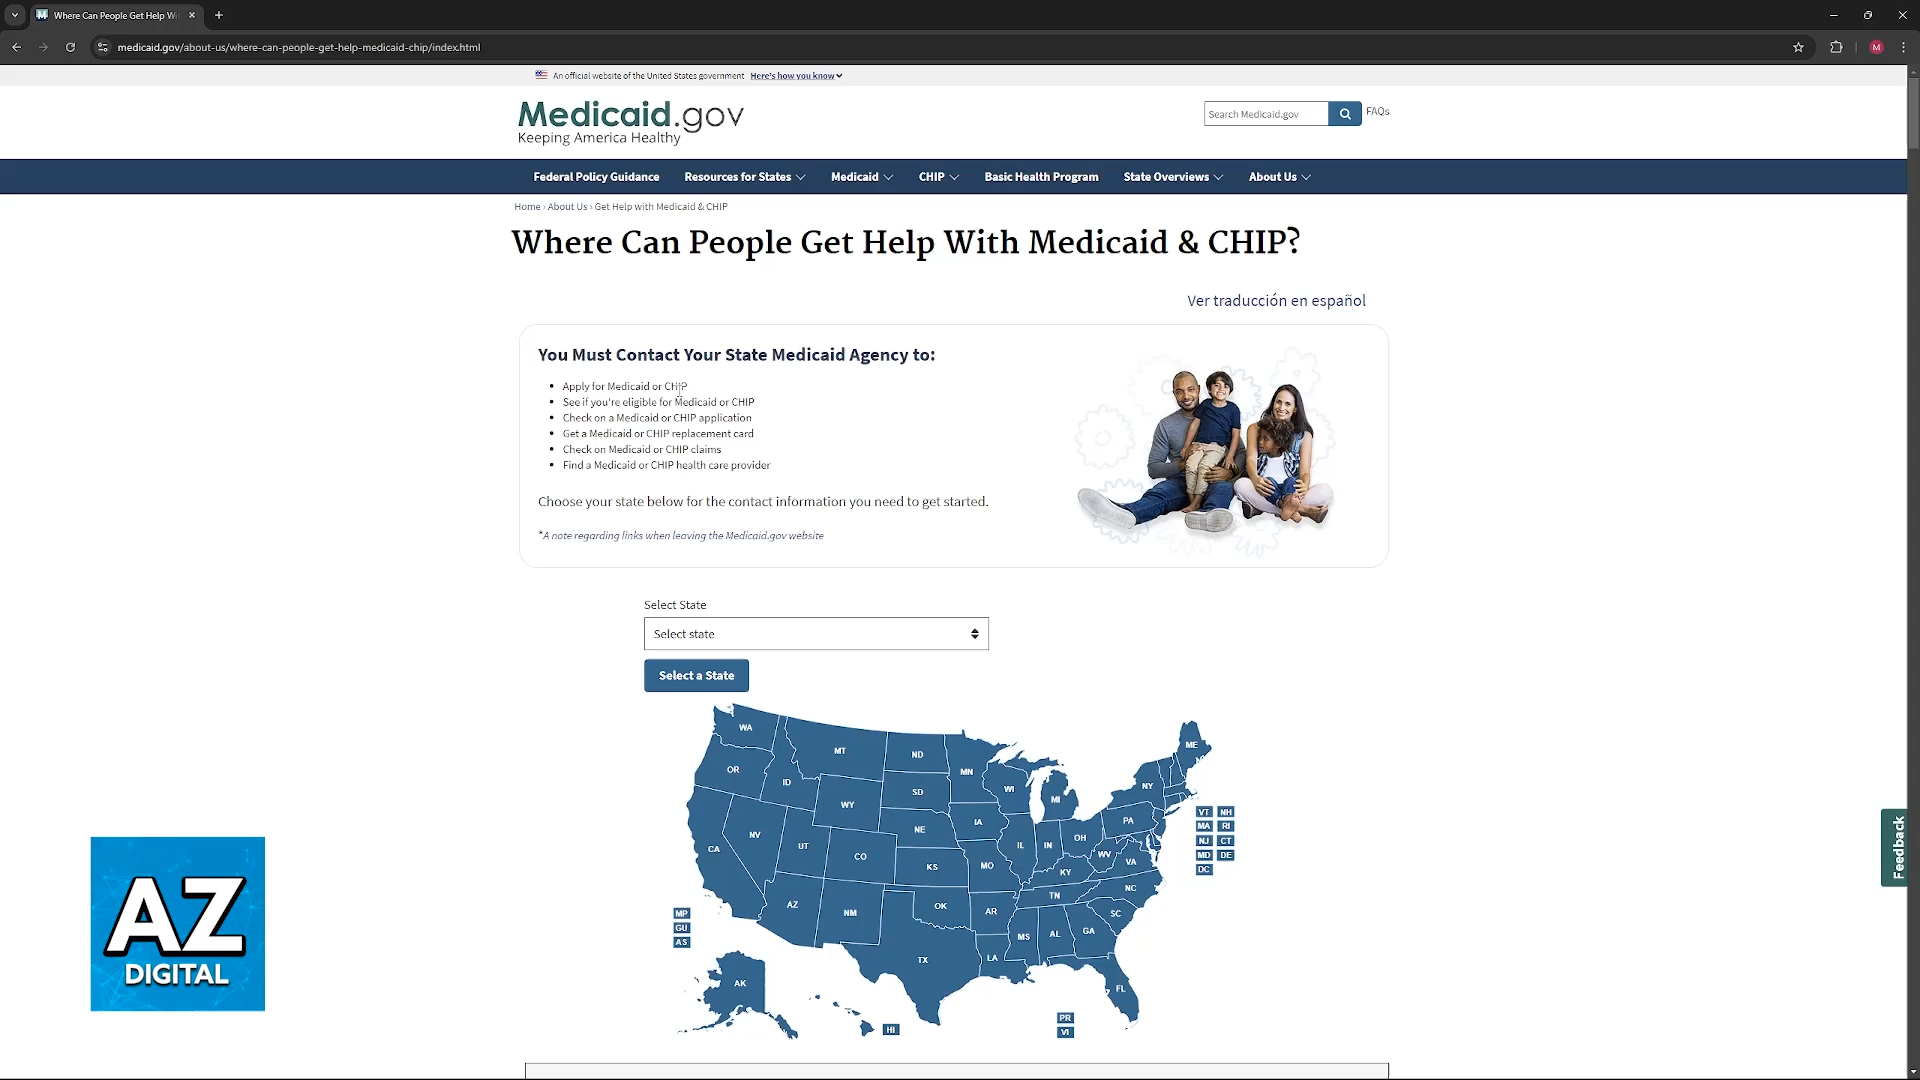 Where Can People Get Help Wi
medicaid.gov/about-us/where-can-people-get-help-medicaid-chip/index.html
M
An official website of the United States government Here's how you know
Medicaid.gov
Keeping America Healthy
Search Medicaid.gov
FAQs
Federal Policy Guidance Resources for States Medicaid CHIP Basic Health Program State Overviews About Us
Home › About Us › Get Help with Medicaid & CHIP
Where Can People Get Help With Medicaid & CHIP?
Ver traducción en español
You Must Contact Your State Medicaid Agency to:
• Apply for Medicaid or CHIP
• See if you're eligible for Medicaid or CHIP
• Check on a Medicaid or CHIP application
• Get a Medicaid or CHIP replacement card
• Check on Medicaid or CHIP claims
• Find a Medicaid or CHIP health care provider
Choose your state below for the contact information you need to get started.
*A note regarding links when leaving the Medicaid.gov website
Select State
Select state
Select a State
WA
MT
ND
ME
OR
ID
MN
SD
WI
NY
WY
MI
VT NH
NE
IA
PA
MA RI
NV
OH
NJ CT
CA
UT
CO
IL
IN
WV
MD DE
KS
MO
KY
VA
DC
TN
NC
AZ
NM
OK
AR
SC
MP
GU
AS
MS
AL
GA
TX
LA
AK
FL
HI
PR
VI
Feedback
AZ
DIGITAL